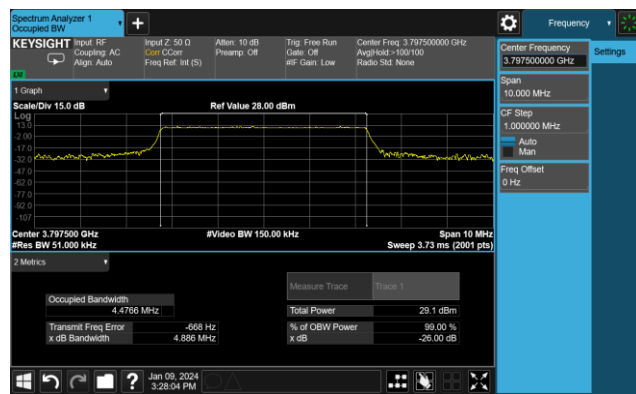 Spectrum Analyzer 1
Occupied BW
+
Frequency
KEYSIGHT
Input: RF
Coupling: AC
Align: Auto
Input Z: 50 Ω
Corr CCorr
Freq Ref: Int (S)
Atten: 10 dB
Preamp: Off
Trig: Free Run
Gate: Off
#IF Gain: Low
Center Freq: 3.797500000 GHz
Avg|Hold:>100/100
Radio Std: None
Center Frequency
3.797500000 GHz
Settings
Span
10.000 MHz
CF Step
1.000000 MHz
Auto
Man
Freq Offset
0 Hz
1 Graph
Scale/Div 15.0 dB
Ref Value 28.00 dBm
Log
13.0
-2.00
-17.0
-32.0
-47.0
-62.0
-77.0
-92.0
-107
Center 3.797500 GHz
#Video BW 150.00 kHz
Span 10 MHz
#Res BW 51.000 kHz
Sweep 3.73 ms (2001 pts)
2 Metrics
Measure Trace
Trace 1
Occupied Bandwidth
4.4766 MHz
Total Power
29.1 dBm
Transmit Freq Error
-668 Hz
% of OBW Power
99.00 %
x dB Bandwidth
4.886 MHz
x dB
-26.00 dB
?
Jan 09, 2024
3:28:04 PM